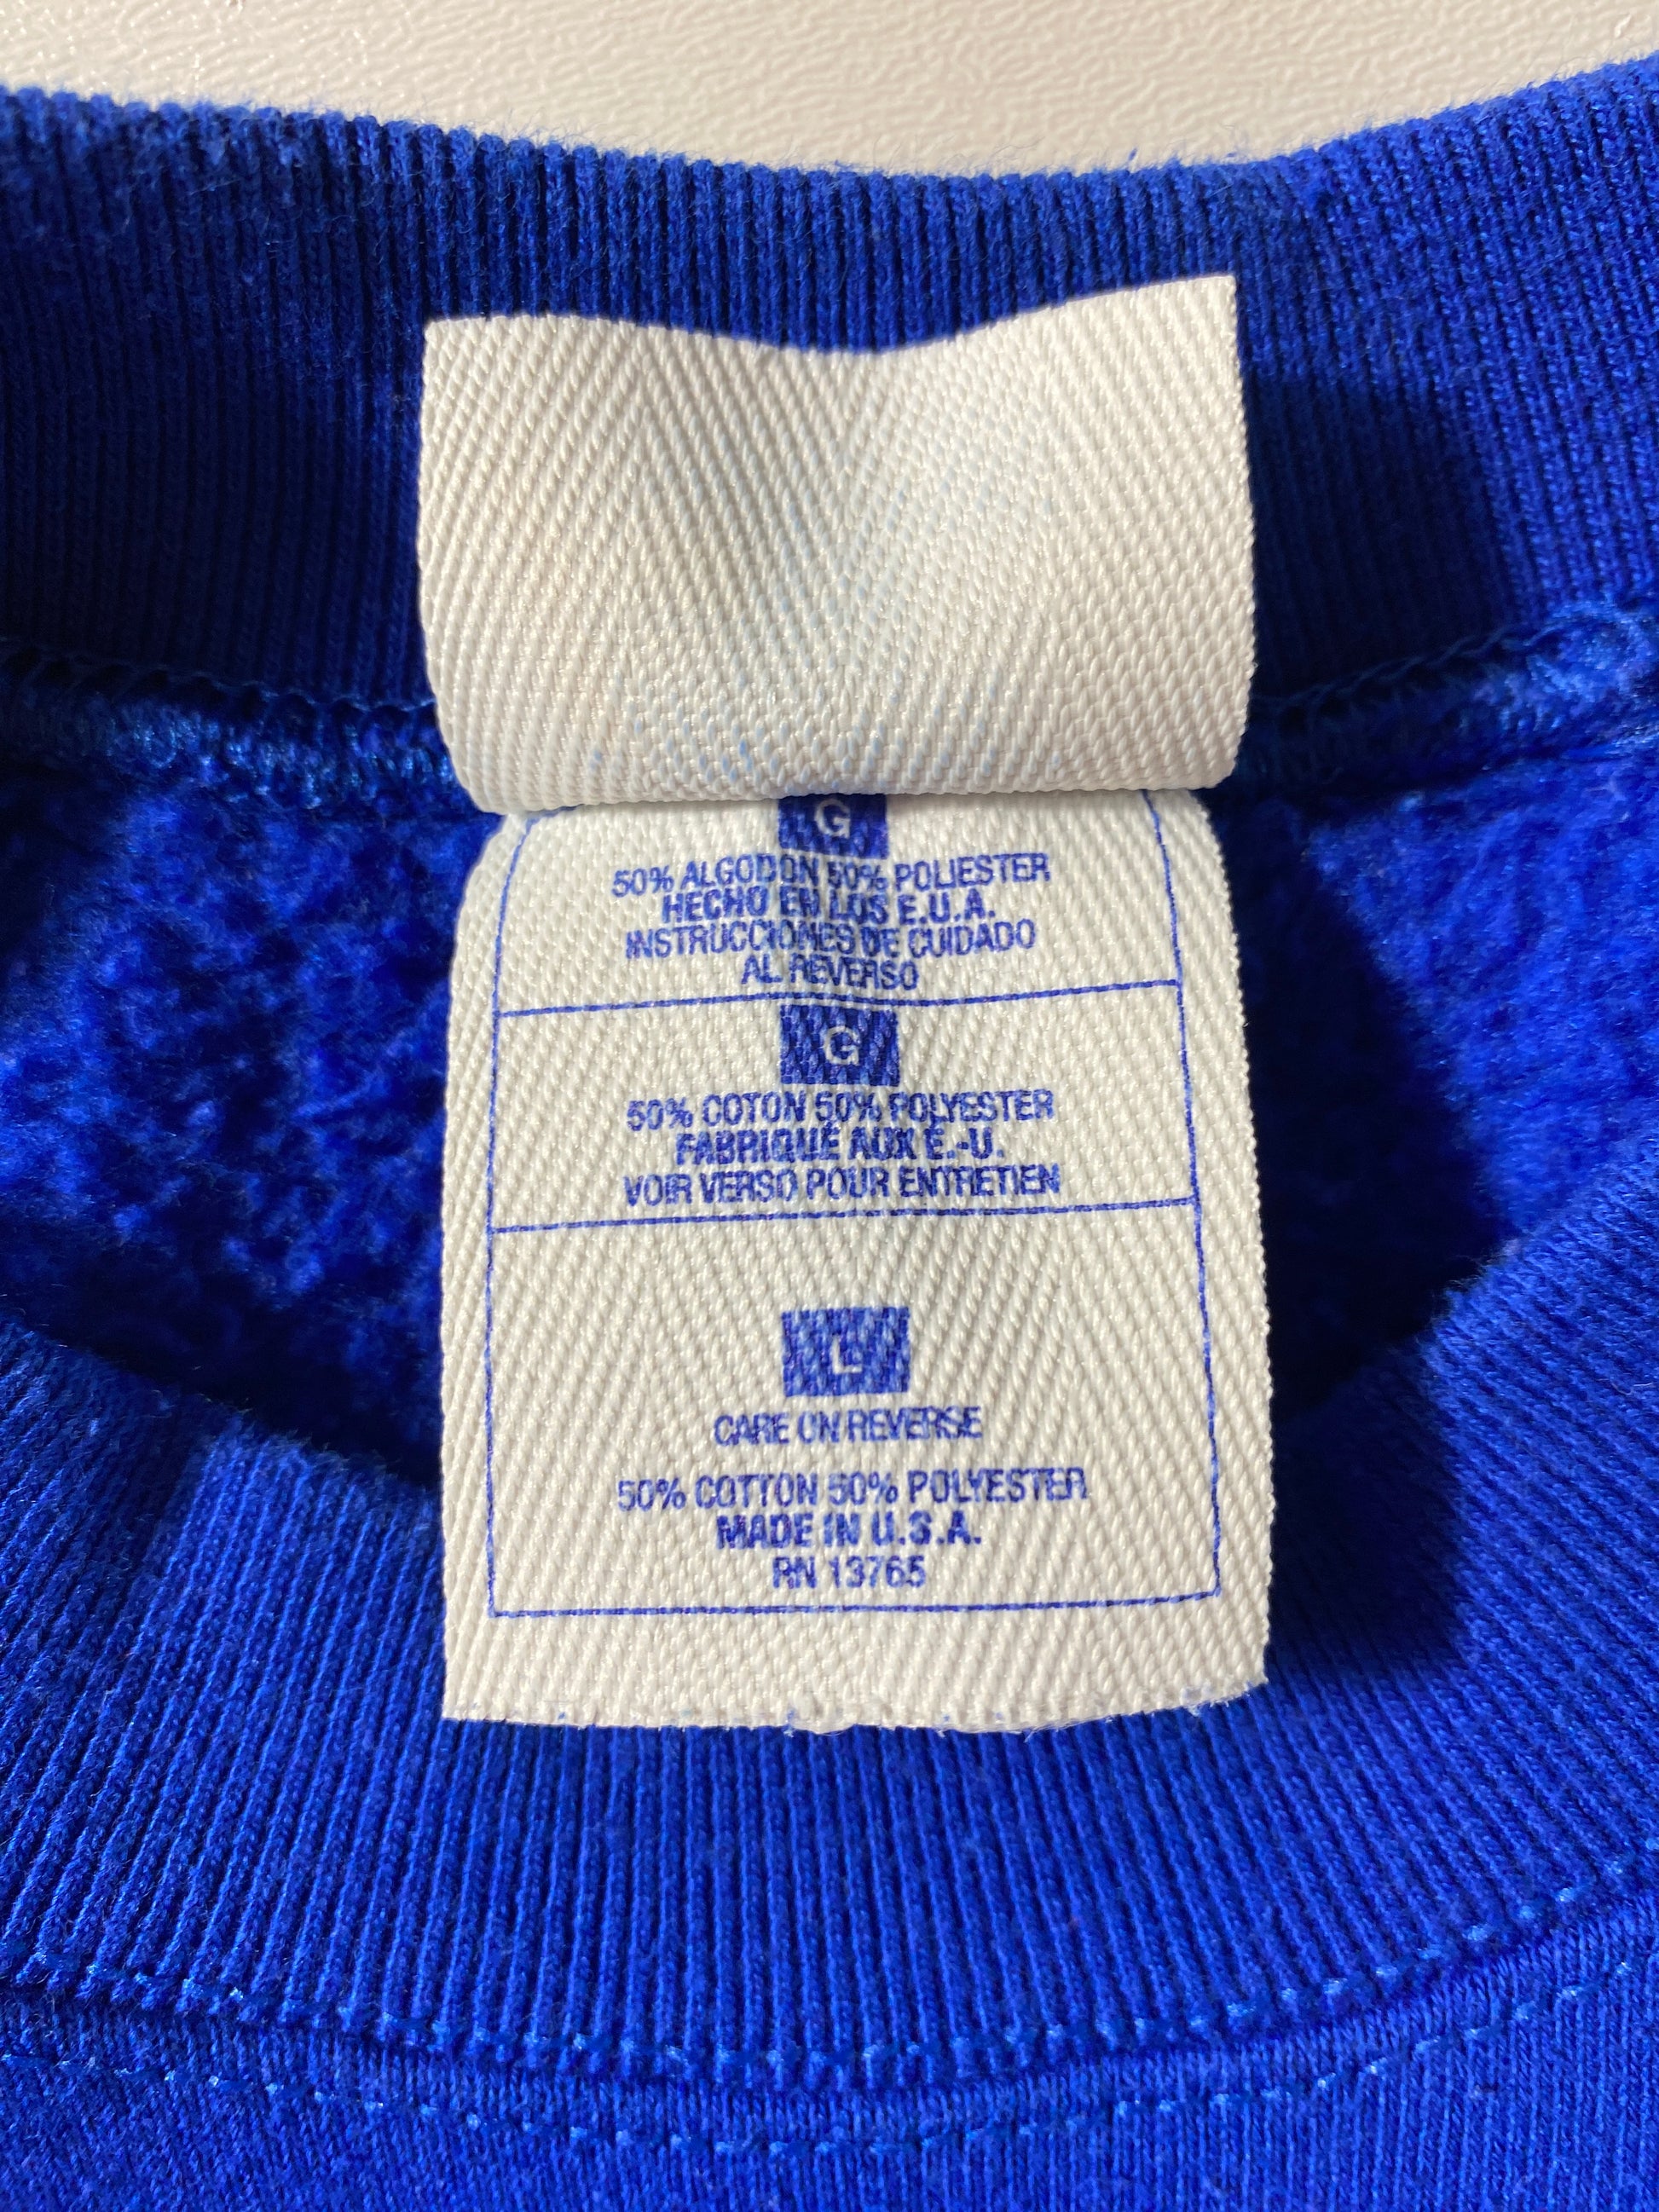 G
50% ALGODON 50% POLIESTER
HECHO EN LOS E.U.A.
INSTRUCCIONES DE CUIDADO
AL REVERSO
G
50% COTON 50% POLYESTER
FABRIQUÉ AUX É.-U.
VOIR VERSO POUR ENTRETIEN
L
CARE ON REVERSE
50% COTTON 50% POLYESTER
MADE IN U.S.A.
RN 13765